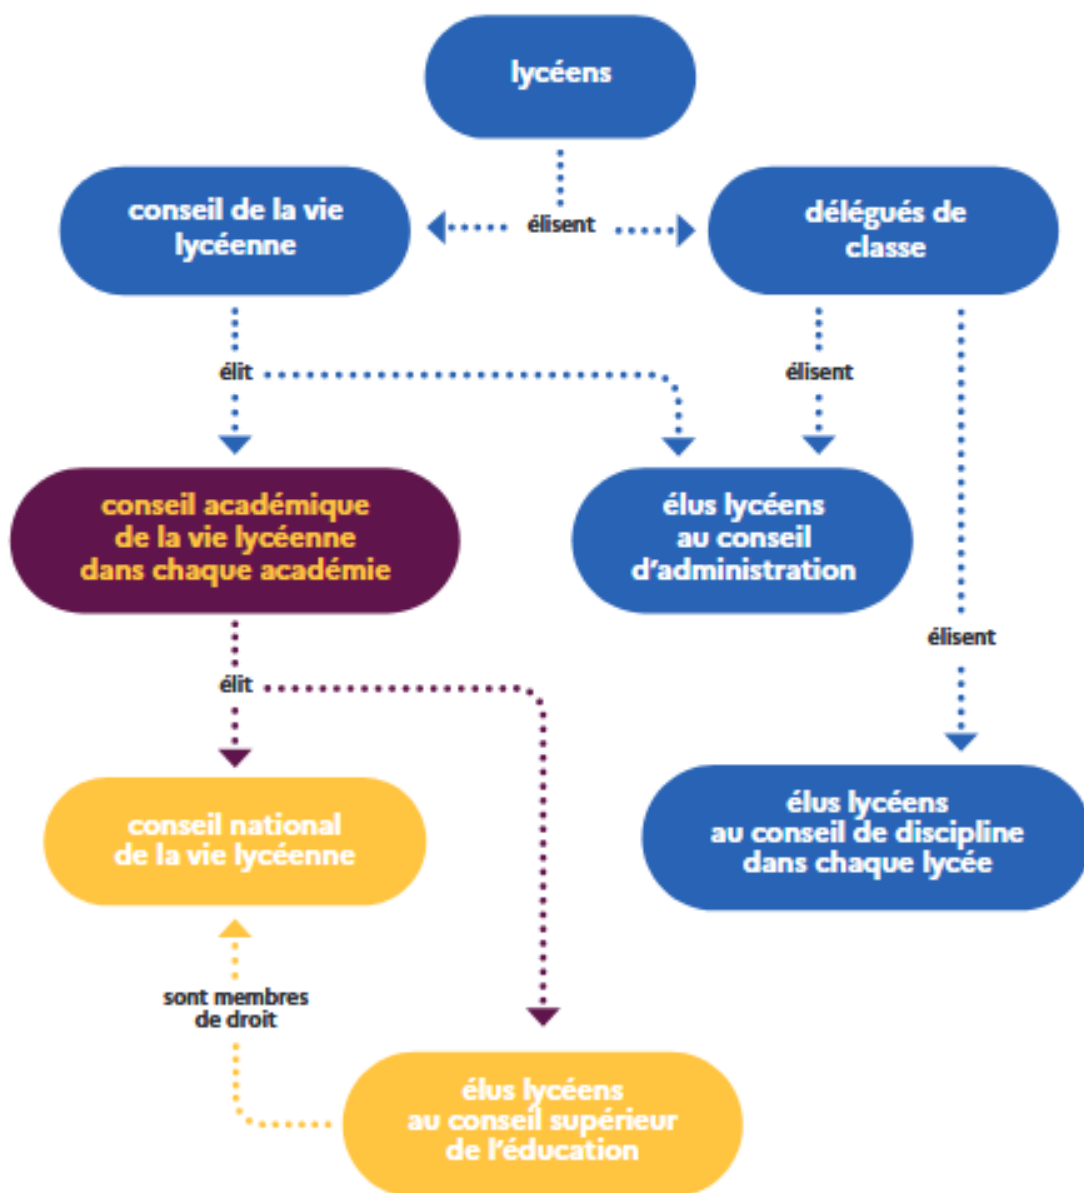 lycéens
élisent
conseil de la vie
lycéenne
délégués de
classe
élit
élisent
conseil académique
de la vie lycéenne
dans chaque académie
élus lycéens
au conseil
d'administration
élisent
élit
conseil national
de la vie lycéenne
élus lycéens
au conseil de discipline
dans chaque lycée
sont membres
de droit
élus lycéens
au conseil supérieur
de l'éducation